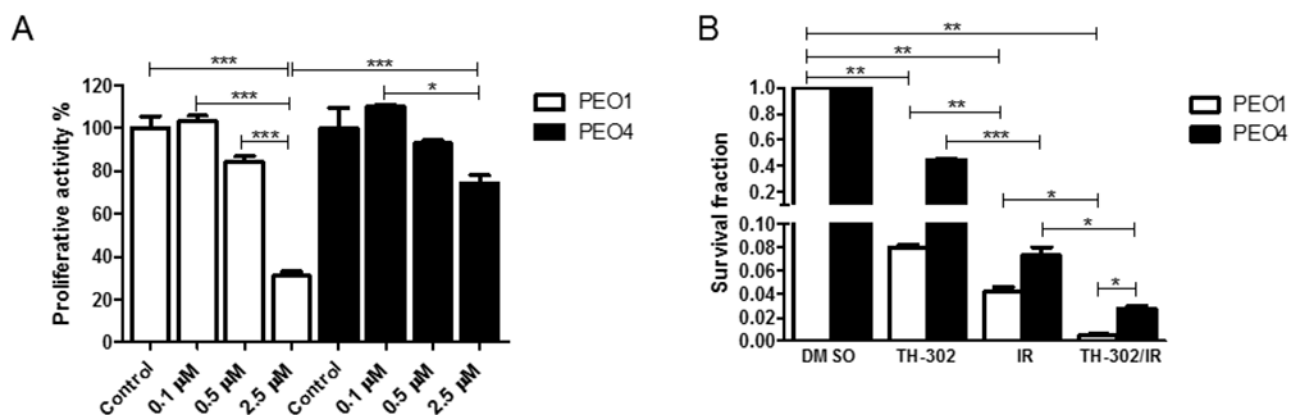 A
Proliferative activity %
120
100
80
60
40
20
0
***
***
***
***
*
PEO1
PEO4
Control
0.1 µM
0.5 µM
2.5 µM
Control
0.1 µM
0.5 µM
2.5 µM
B
Survival fraction
1.0
0.8
0.6
0.4
0.2
0.10
0.08
0.06
0.04
0.02
0.00
**
**
**
**
***
*
*
*
PEO1
PEO4
DM SO
TH-302
IR
TH-302/IR